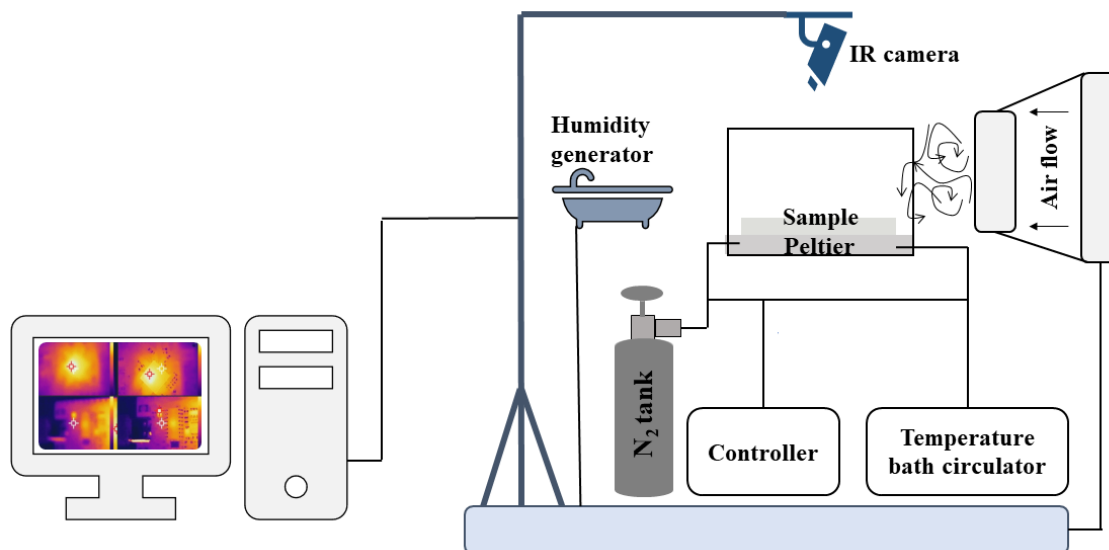 IR camera
Humidity
generator
Air flow
Sample
Peltier
N₂ tank
Controller
Temperature
bath circulator